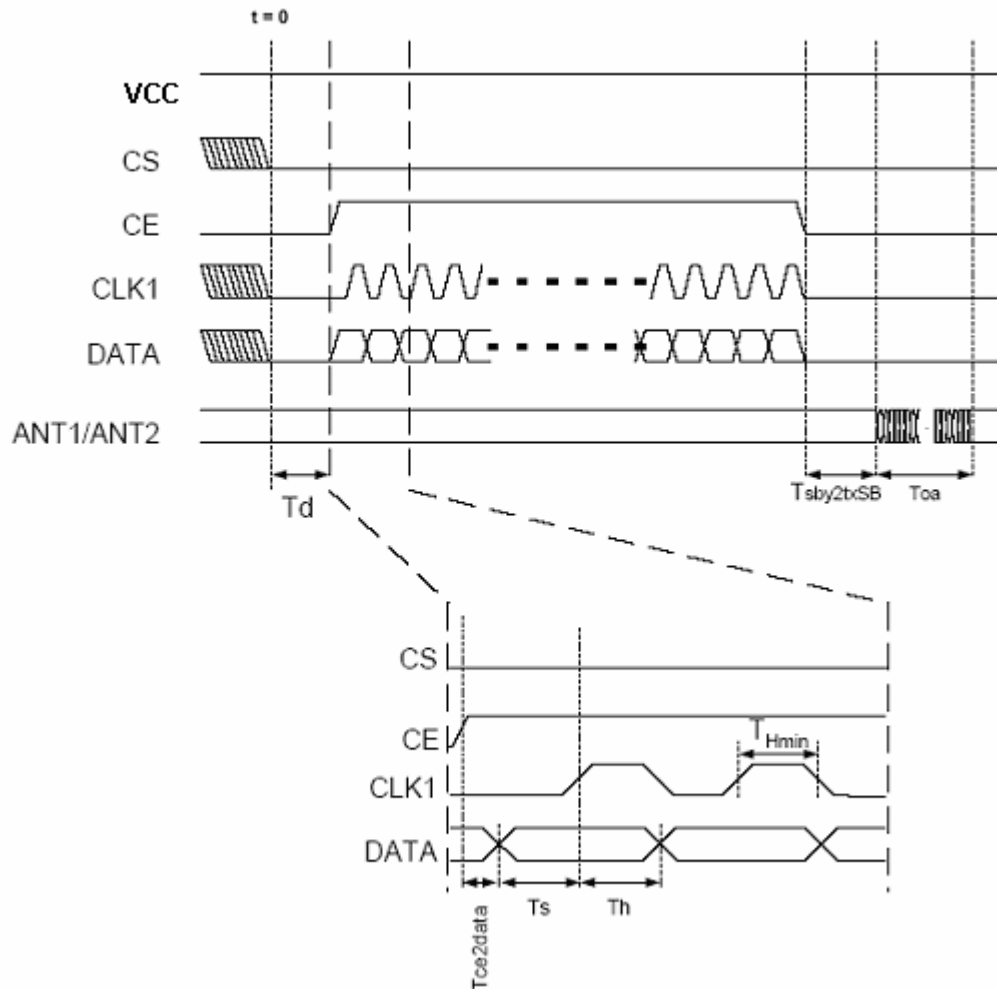 t = 0
VCC
CS
CE
CLK1
DATA
ANT1/ANT2
Td
Tsby2txSB
Toa
CS
CE
THmin
CLK1
DATA
Tce2data
Ts
Th